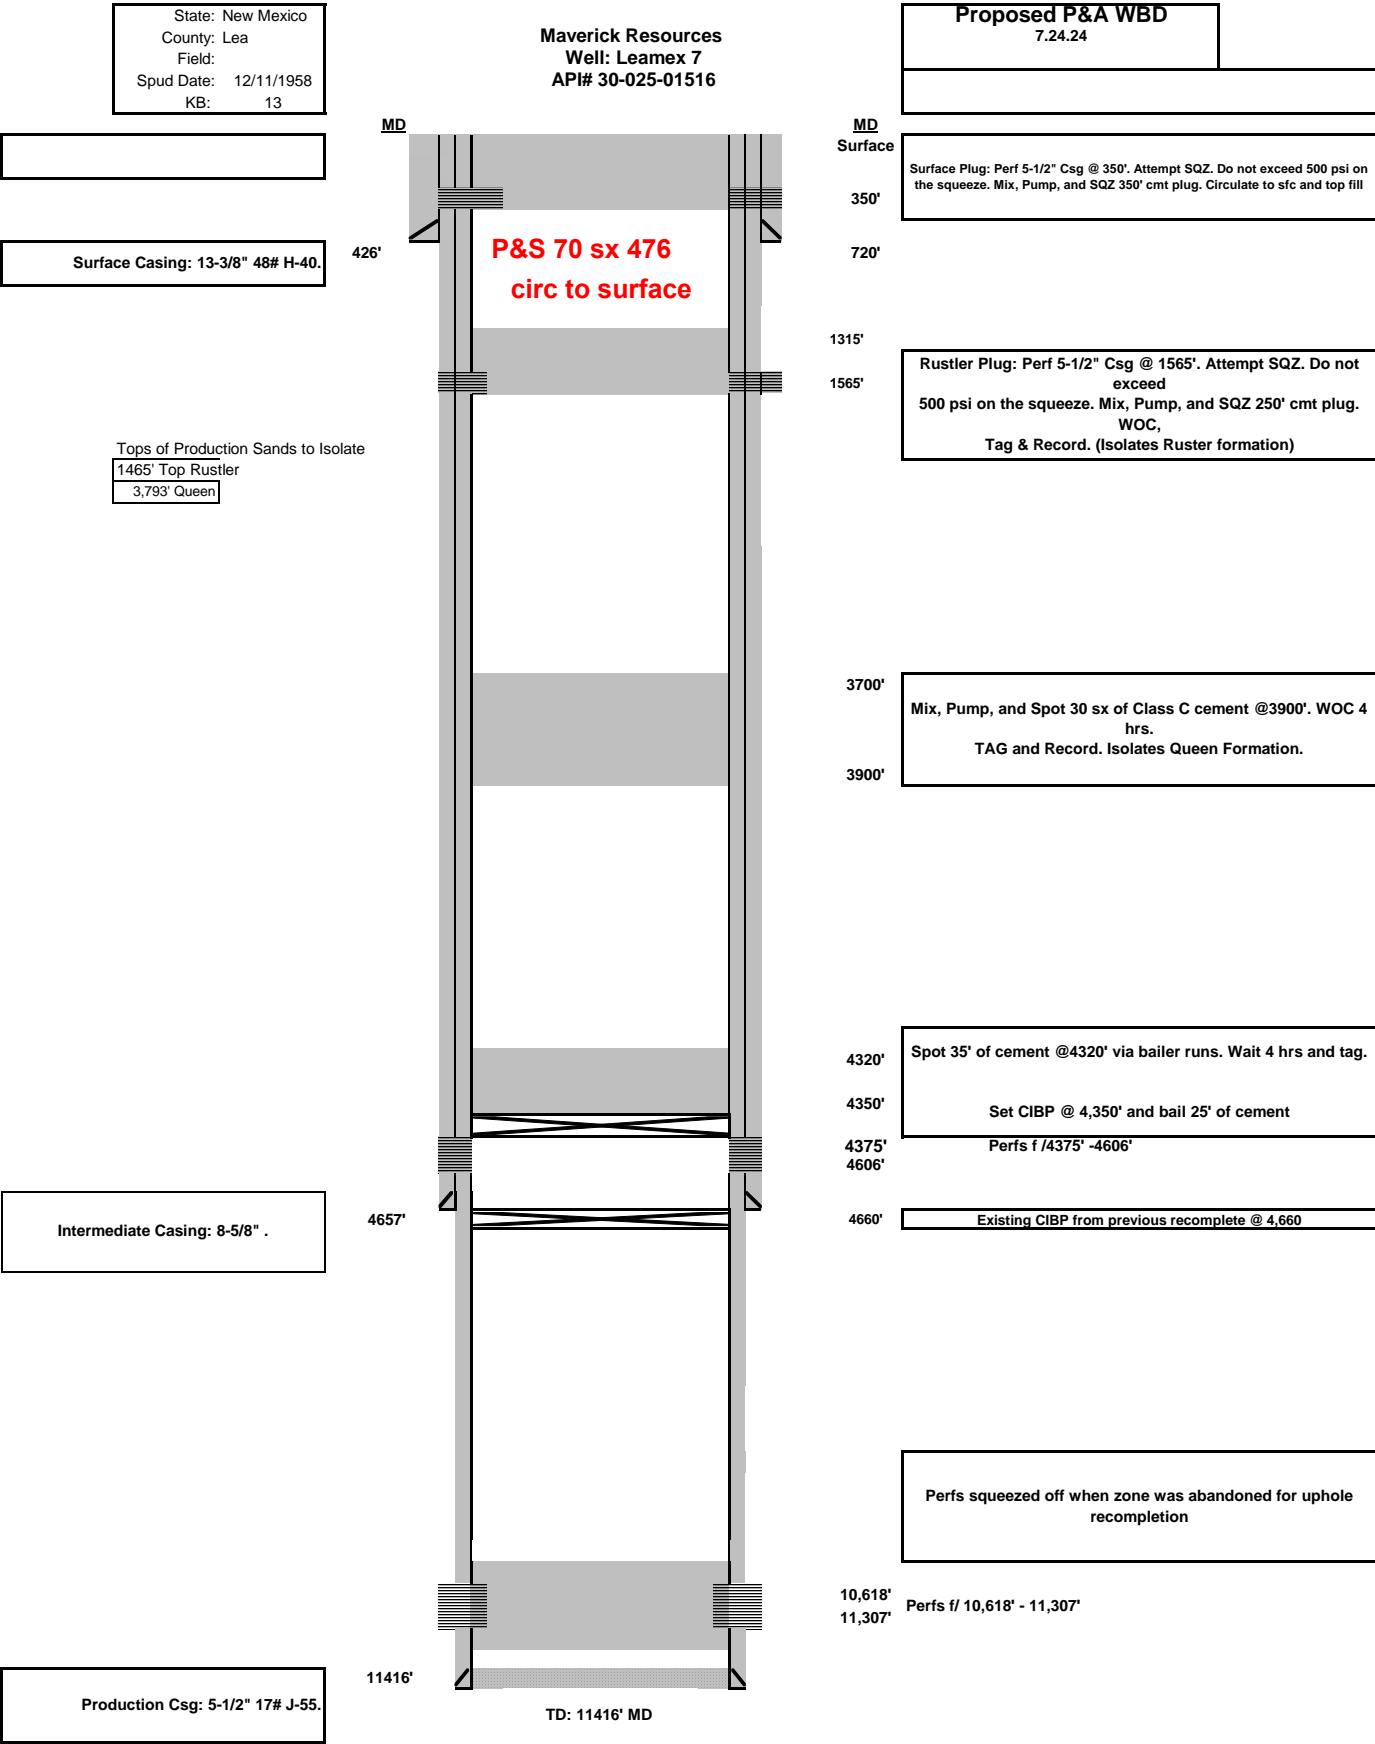 State: New Mexico
County: Lea
Field:
Spud Date: 12/11/1958
KB: 13
Maverick Resources
Well: Leamex 7
API# 30-025-01516
Proposed P&A WBD
7.24.24
MD
MD
Surface
Surface Plug: Perf 5-1/2" Csg @ 350'. Attempt SQZ. Do not exceed 500 psi on
the squeeze. Mix, Pump, and SQZ 350' cmt plug. Circulate to sfc and top fill
350'
Surface Casing: 13-3/8" 48# H-40.
426'
P&S 70 sx 476
circ to surface
720'
1315'
1565'
Rustler Plug: Perf 5-1/2" Csg @ 1565'. Attempt SQZ. Do not
exceed
500 psi on the squeeze. Mix, Pump, and SQZ 250' cmt plug.
WOC,
Tag & Record. (Isolates Ruster formation)
Tops of Production Sands to Isolate
1465' Top Rustler
3,793' Queen
3700'
Mix, Pump, and Spot 30 sx of Class C cement @3900'. WOC 4
hrs.
TAG and Record. Isolates Queen Formation.
3900'
4320'
Spot 35' of cement @4320' via bailer runs. Wait 4 hrs and tag.
4350'
Set CIBP @ 4,350' and bail 25' of cement
4375'
Perfs f /4375' -4606'
4606'
Intermediate Casing: 8-5/8" .
4657'
4660'
Existing CIBP from previous recomplete @ 4,660
Perfs squeezed off when zone was abandoned for uphole
recompletion
10,618'
11,307'
Perfs f/ 10,618' - 11,307'
11416'
Production Csg: 5-1/2" 17# J-55.
TD: 11416' MD